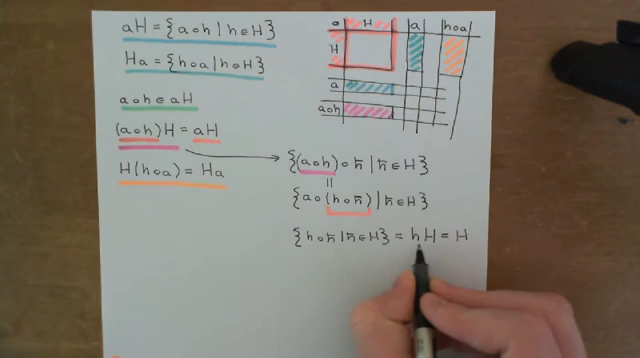 aH = {a∘h | h∈H}
Ha = {h∘a | h∈H}
a∘h ∈ aH
(a∘h)H = aH
H(h∘a) = Ha
∘ H a h∘a
H
a
a∘h
{(a∘h)∘ħ | ħ∈H}
=
{a∘(h∘ħ) | ħ∈H}
{h∘ħ | ħ∈H} = hH = H